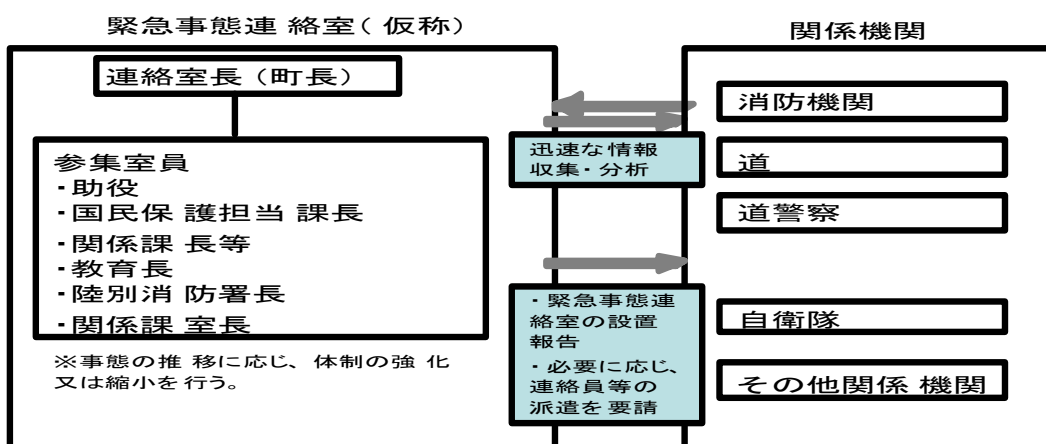 緊急事態連絡室(仮称)
連絡室長(町長)
参集室員
・助役
・国民保護担当課長
・関係課長等
・教育長
・陸別消防署長
・関係課室長
※事態の推移に応じ、体制の強化
又は縮小を行う。
迅速な情報
収集・分析
・緊急事態連
絡室の設置
報告
・必要に応じ、
連絡員等の
派遣を要請
関係機関
消防機関
道
道警察
自衛隊
その他関係機関